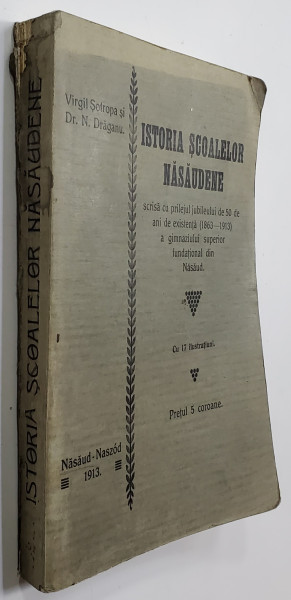 ISTORIA ŞCOALELOR NĂSĂUDENE
Virgil Şotropa şi
Dr. N. Drăganu.
ISTORIA ŞCOALELOR
NĂSĂUDENE
scrisă cu prilejul jubileului de 50 de
ani de existenţă (1863—1913)
a gimnaziului superior
fundaţional din
Năsăud.
Cu 17 ilustraţiuni.
Preţul 5 coroane.
Năsăud-Naszód
1913.